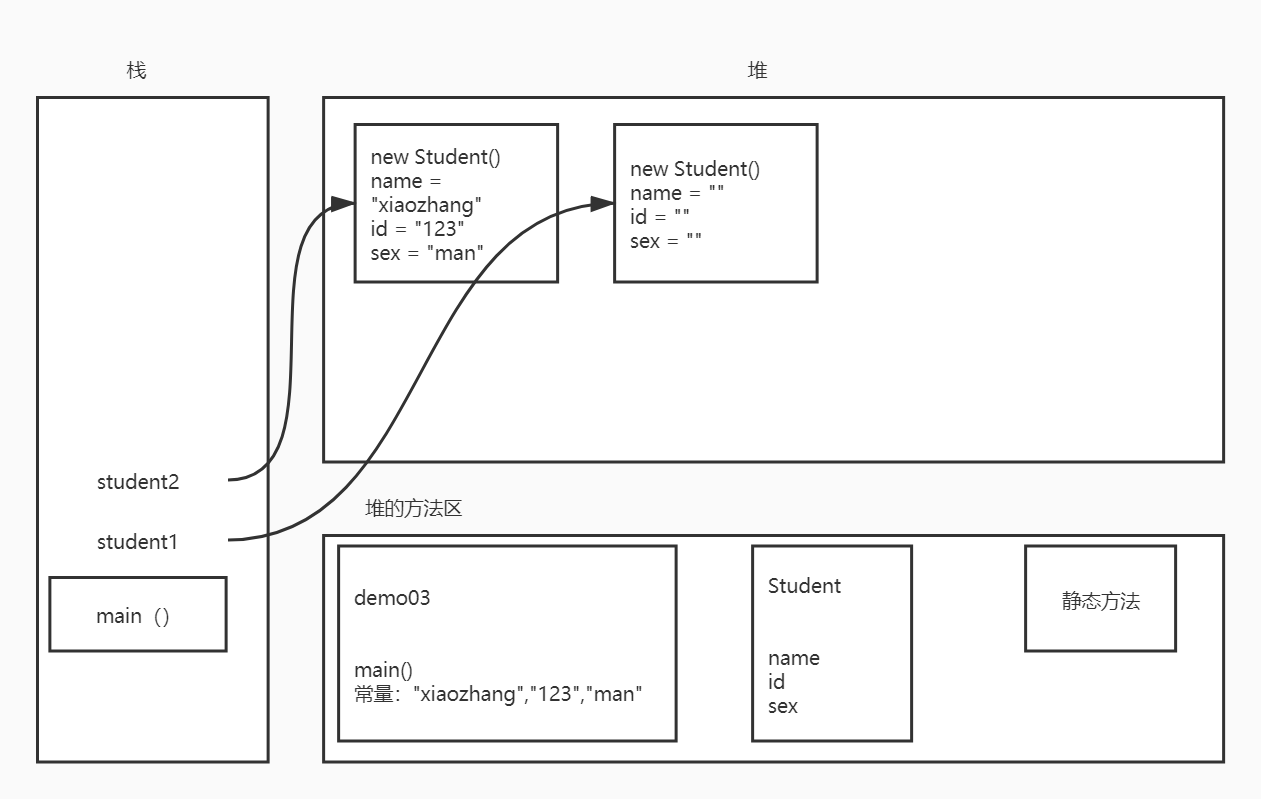 栈
堆
new Student()
name =
"xiaozhang"
id = "123"
sex = "man"
new Student()
name = ""
id = ""
sex = ""
student2
student1
main（）
堆的方法区
demo03
main()
常量："xiaozhang","123","man"
Student
name
id
sex
静态方法